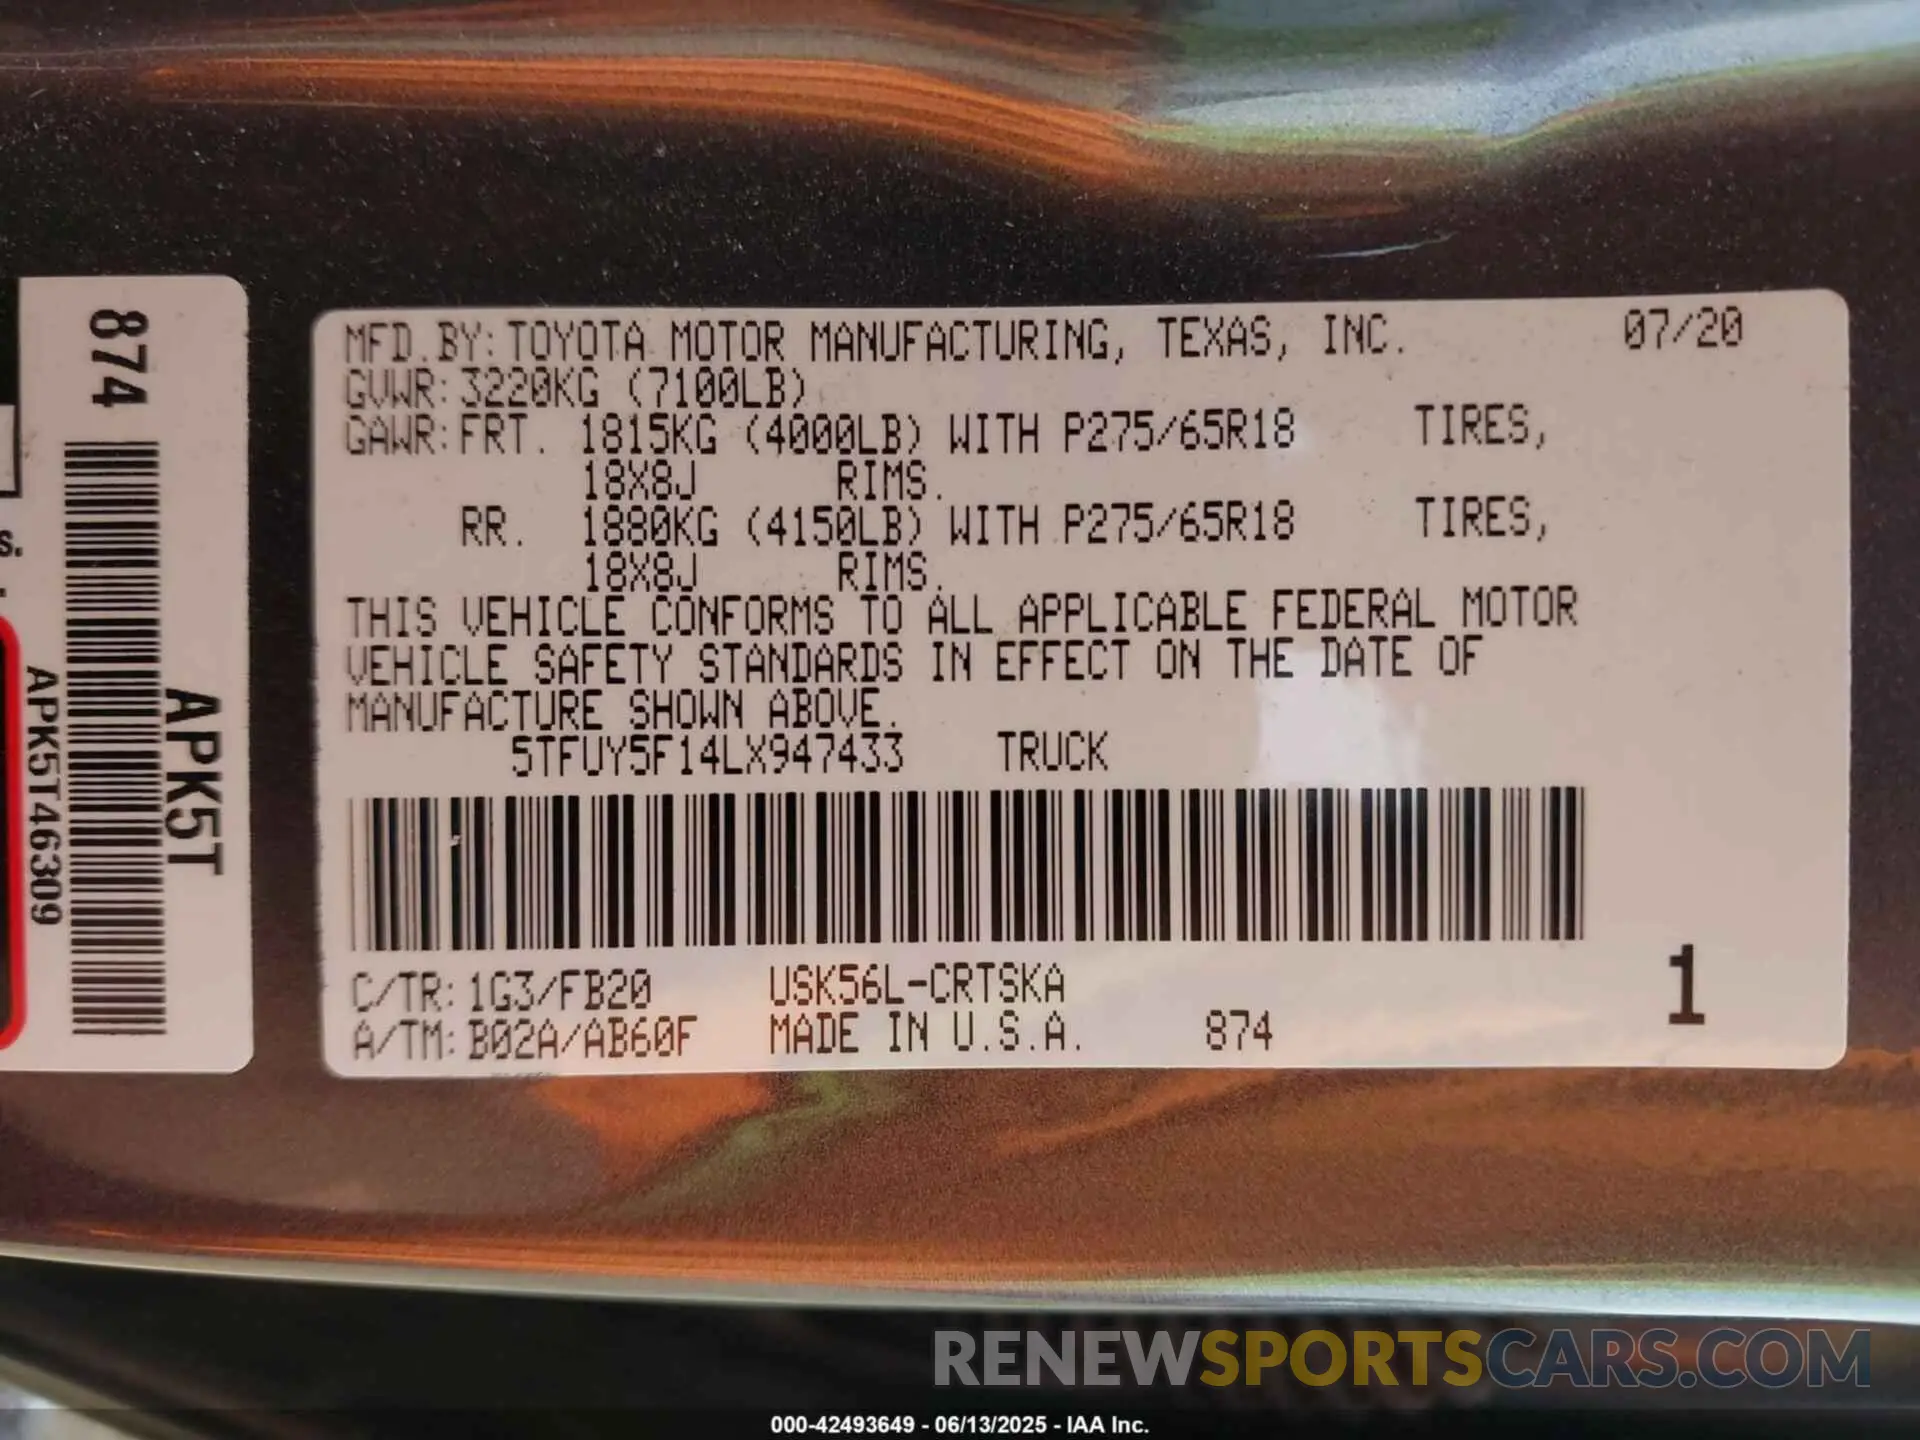 MFD.BY:TOYOTA MOTOR MANUFACTURING, TEXAS, INC. 07/20
GVWR:3220KG (7100LB)
GAWR:FRT. 1815KG (4000LB) WITH P275/65R18 TIRES,
18X8J RIMS.
RR. 1880KG (4150LB) WITH P275/65R18 TIRES,
18X8J RIMS.
THIS VEHICLE CONFORMS TO ALL APPLICABLE FEDERAL MOTOR
VEHICLE SAFETY STANDARDS IN EFFECT ON THE DATE OF
MANUFACTURE SHOWN ABOVE.
5TFUY5F14LX947433 TRUCK
C/TR:1G3/FB20 USK56L-CRTSKA
A/TM:B02A/AB60F MADE IN U.S.A. 874
1
874
APK5T
APK5T46309
s.
RENEWSPORTSCARS.COM
000-42493649 - 06/13/2025 - IAA Inc.